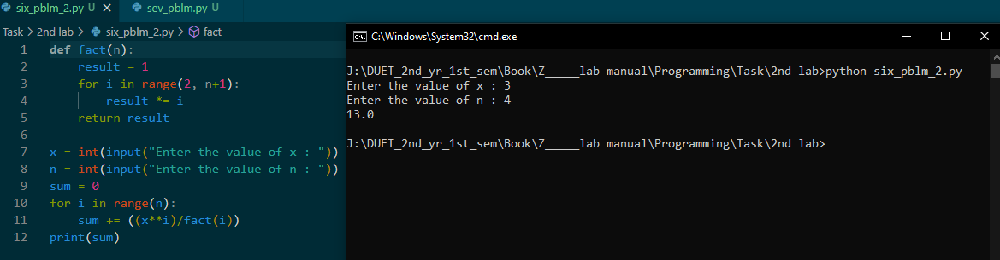 six_pblm_2.py U ✕ sev_pblm.py U
Task > 2nd lab > six_pblm_2.py > fact
1 def fact(n):
2     result = 1
3     for i in range(2, n+1):
4         result *= i
5     return result
6
7 x = int(input("Enter the value of x : "))
8 n = int(input("Enter the value of n : "))
9 sum = 0
10 for i in range(n):
11     sum += ((x**i)/fact(i))
12 print(sum)
C:\Windows\System32\cmd.exe
J:\DUET_2nd_yr_1st_sem\Book\Z_____lab manual\Programming\Task\2nd lab>python six_pblm_2.py
Enter the value of x : 3
Enter the value of n : 4
13.0
J:\DUET_2nd_yr_1st_sem\Book\Z_____lab manual\Programming\Task\2nd lab>